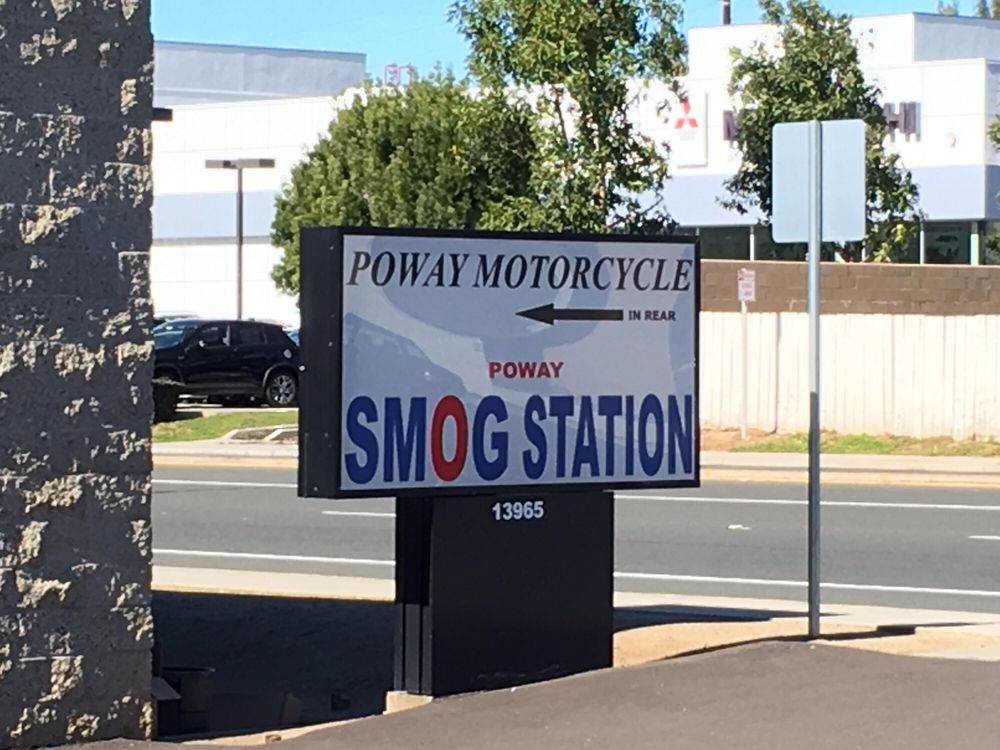 POWAY MOTORCYCLE
IN REAR
POWAY
SMOG STATION
13965